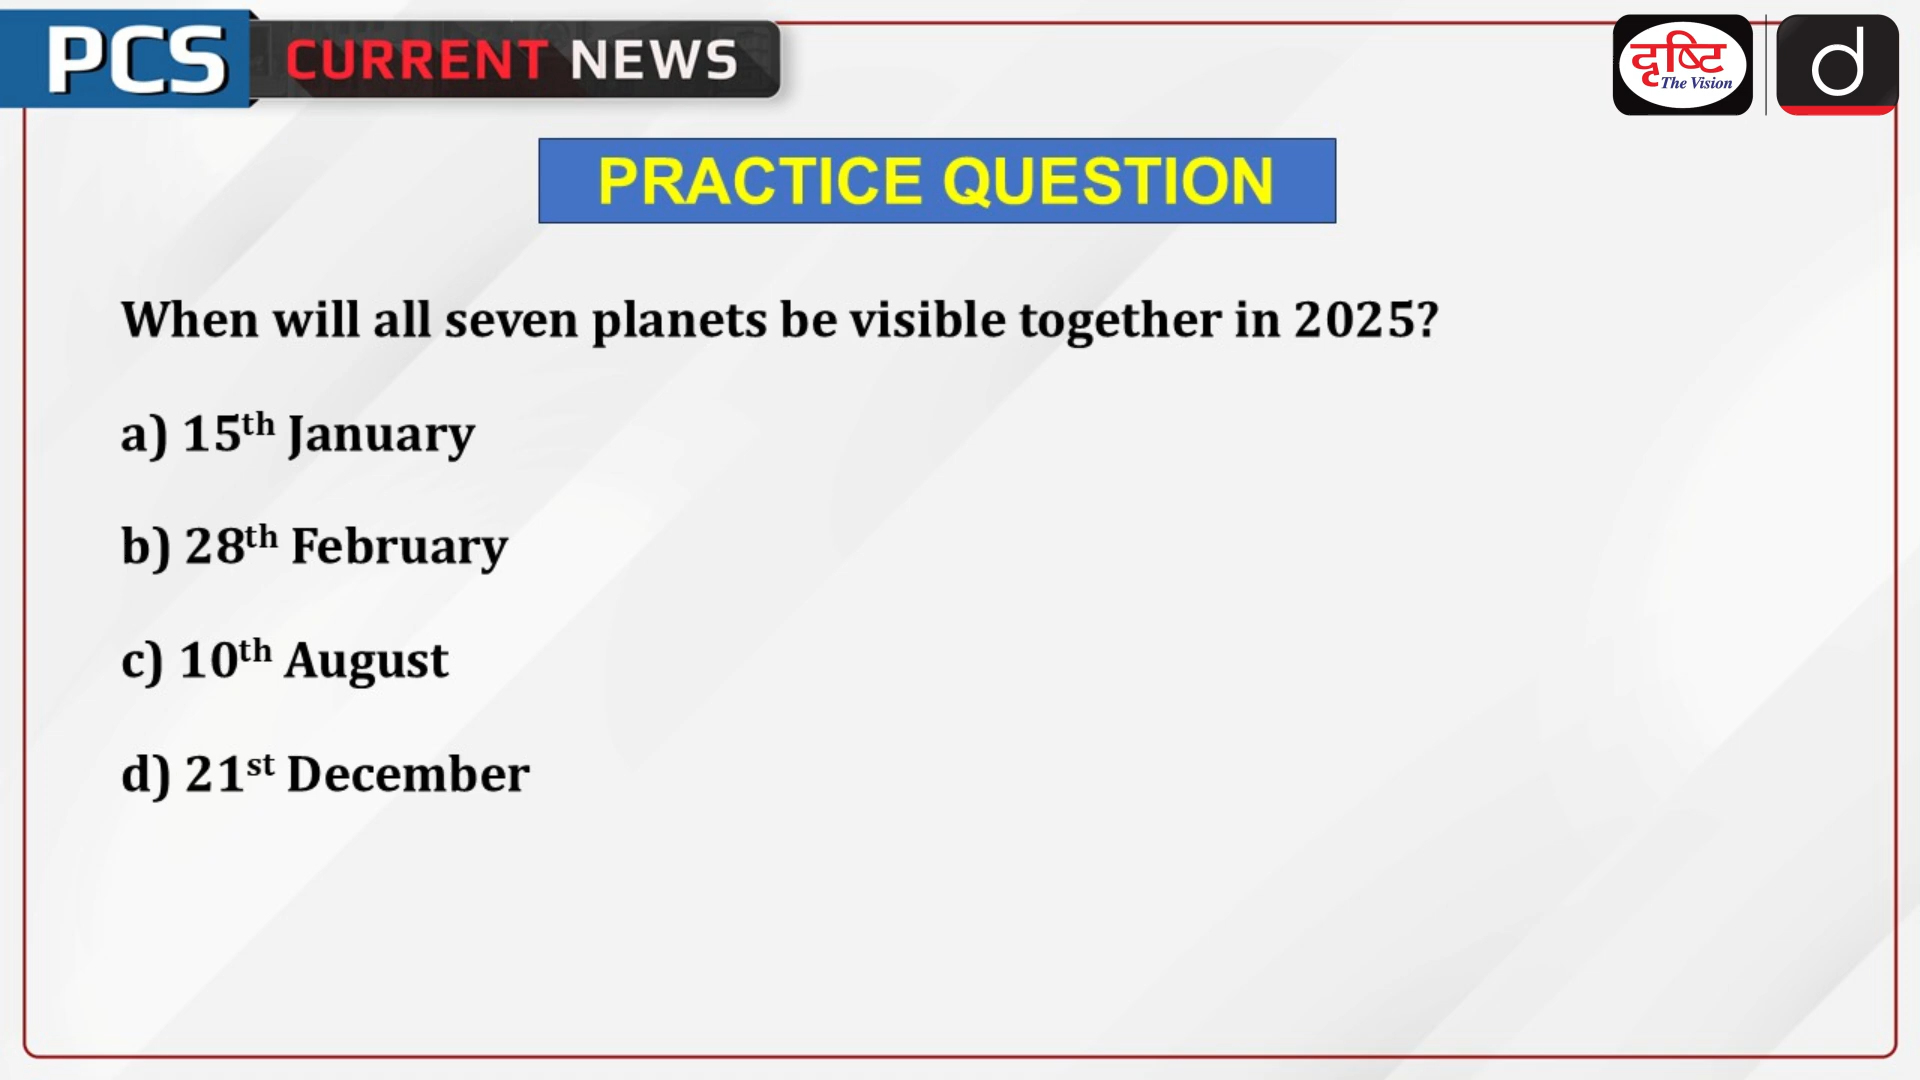 PCS CURRENT NEWS
दृष्टि
The Vision
d
PRACTICE QUESTION
When will all seven planets be visible together in 2025?
a) 15th January
b) 28th February
c) 10th August
d) 21st December